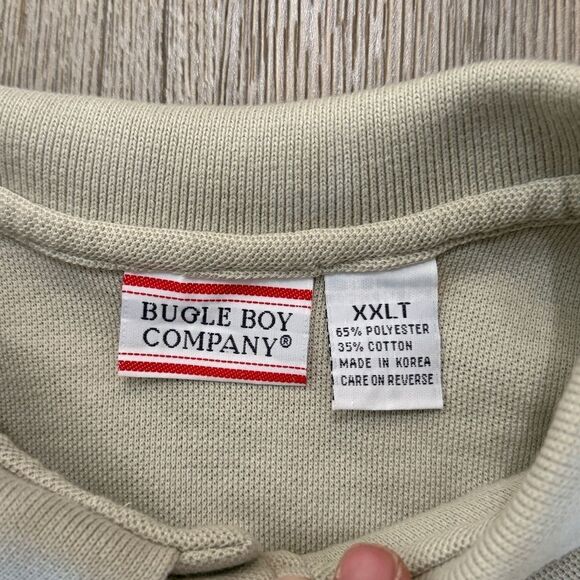 BUGLE BOY
COMPANY®
XXLT
65% POLYESTER
35% COTTON
MADE IN KOREA
CARE ON REVERSE